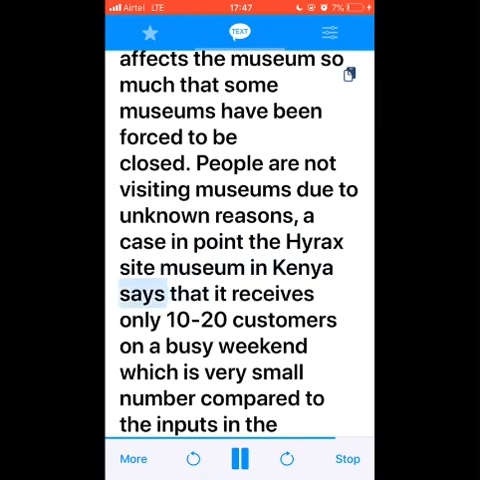 Airtel LTE 17:47 7%
TEXT
affects the museum so
much that some
museums have been
forced to be
closed. People are not
visiting museums due to
unknown reasons, a
case in point the Hyrax
site museum in Kenya
says that it receives
only 10-20 customers
on a busy weekend
which is very small
number compared to
the inputs in the
More Stop